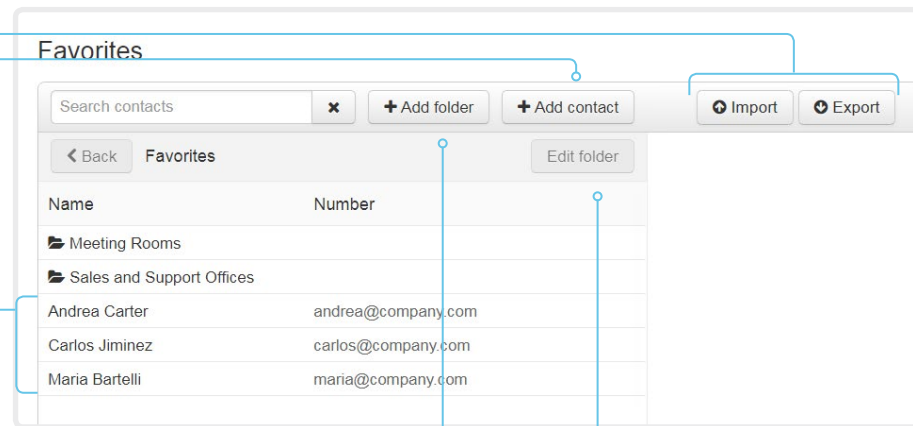 Favorites
Search contacts Add folder Add contact Import Export
Back Favorites Edit folder
Name Number
Meeting Rooms
Sales and Support Offices
Andrea Carter andrea@company.com
Carlos Jiminez carlos@company.com
Maria Bartelli maria@company.com